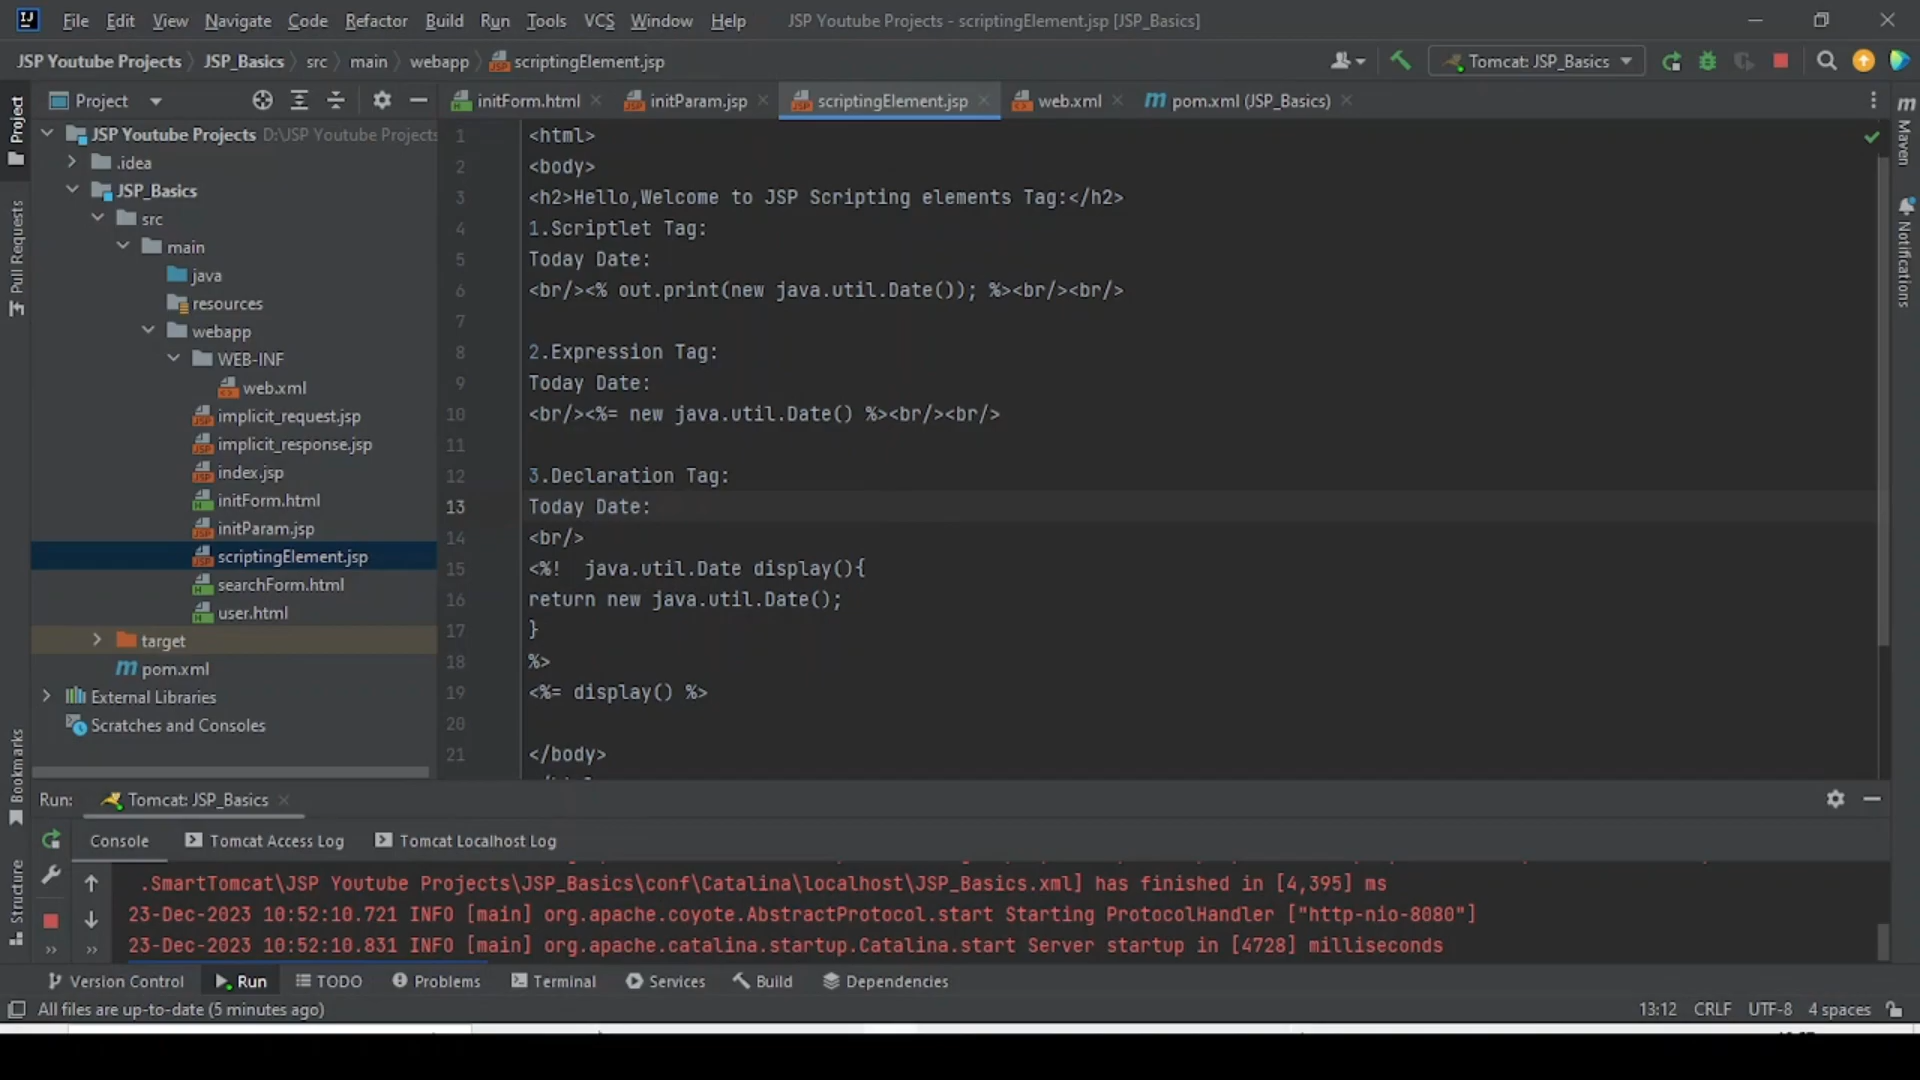 File Edit View Navigate Code Refactor Build Run Tools VCS Window Help JSP Youtube Projects - scriptingElement.jsp [JSP_Basics]
JSP Youtube Projects JSP_Basics src main webapp scriptingElement.jsp Tomcat: JSP_Basics
Project initForm.html initParam.jsp scriptingElement.jsp web.xml pom.xml (JSP_Basics)
Project
Pull Requests
Bookmarks
Structure
Maven
Notifications
JSP Youtube Projects D:\JSP Youtube Projects
.idea
JSP_Basics
src
main
java
resources
webapp
WEB-INF
web.xml
implicit_request.jsp
implicit_response.jsp
index.jsp
initForm.html
initParam.jsp
scriptingElement.jsp
searchForm.html
user.html
target
pom.xml
External Libraries
Scratches and Consoles
1 <html>
2 <body>
3 <h2>Hello,Welcome to JSP Scripting elements Tag:</h2>
4 1.Scriptlet Tag:
5 Today Date:
6 <br/><% out.print(new java.util.Date()); %><br/><br/>
7
8 2.Expression Tag:
9 Today Date:
10 <br/><%= new java.util.Date() %><br/><br/>
11
12 3.Declaration Tag:
13 Today Date:
14 <br/>
15 <%!  java.util.Date display(){
16 return new java.util.Date();
17 }
18 %>
19 <%= display() %>
20
21 </body>
Run: Tomcat: JSP_Basics
Console Tomcat Access Log Tomcat Localhost Log
.SmartTomcat\JSP Youtube Projects\JSP_Basics\conf\Catalina\localhost\JSP_Basics.xml] has finished in [4,395] ms
23-Dec-2023 10:52:10.721 INFO [main] org.apache.coyote.AbstractProtocol.start Starting ProtocolHandler ["http-nio-8080"]
23-Dec-2023 10:52:10.831 INFO [main] org.apache.catalina.startup.Catalina.start Server startup in [4728] milliseconds
Version Control Run TODO Problems Terminal Services Build Dependencies
All files are up-to-date (5 minutes ago) 13:12 CRLF UTF-8 4 spaces